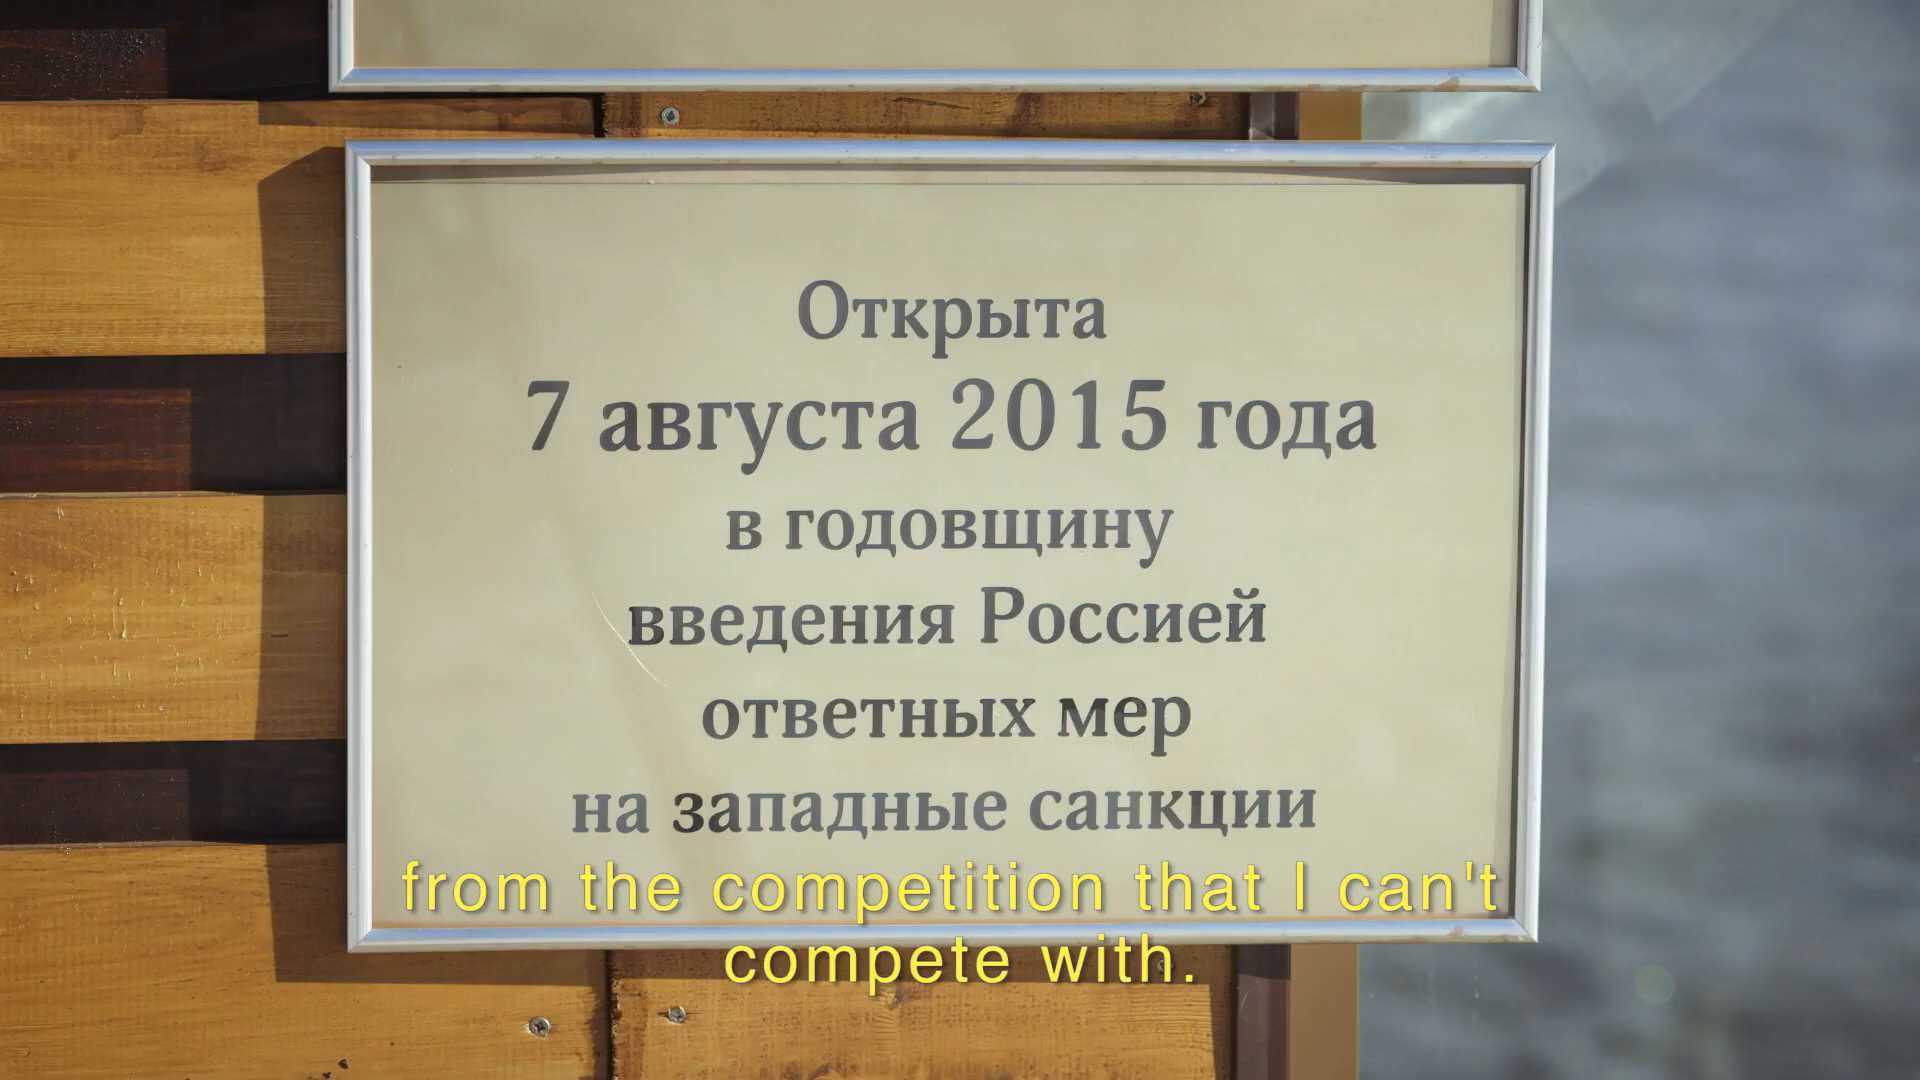 Открыта
7 августа 2015 года
в годовщину
введения Россией
ответных мер
на западные санкции
from the competition that I can't
compete with.